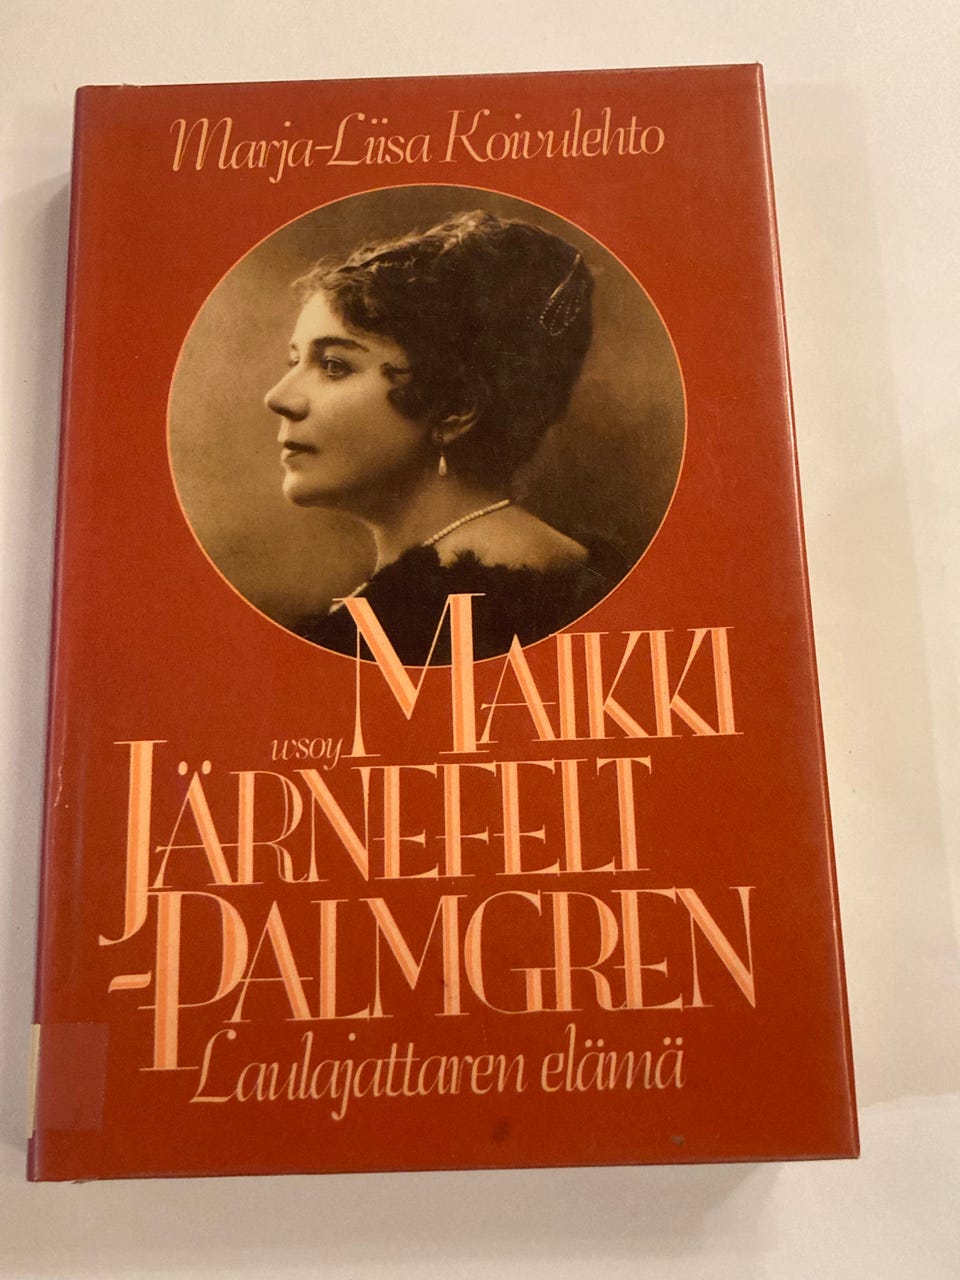 Marja-Liisa Koivulehto
MAIKKI
wsoy
JÄRNEFELT
-PALMGREN
Laulajattaren elämä